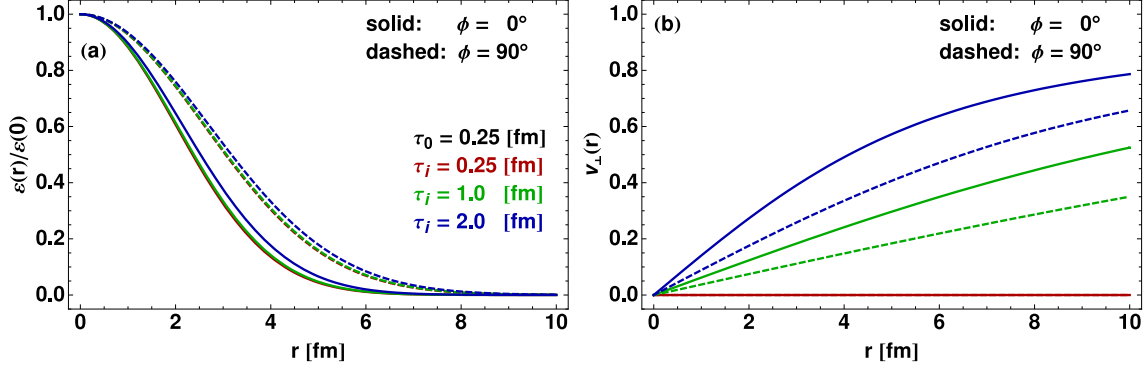 (a)
solid: ϕ = 0°
dashed: ϕ = 90°
τ0 = 0.25 [fm]
τi = 0.25 [fm]
τi = 1.0 [fm]
τi = 2.0 [fm]
ε(r)/ε(0)
1.0
0.8
0.6
0.4
0.2
0.0
0 2 4 6 8 10
r [fm]
(b)
solid: ϕ = 0°
dashed: ϕ = 90°
v⊥(r)
1.0
0.8
0.6
0.4
0.2
0.0
0 2 4 6 8 10
r [fm]